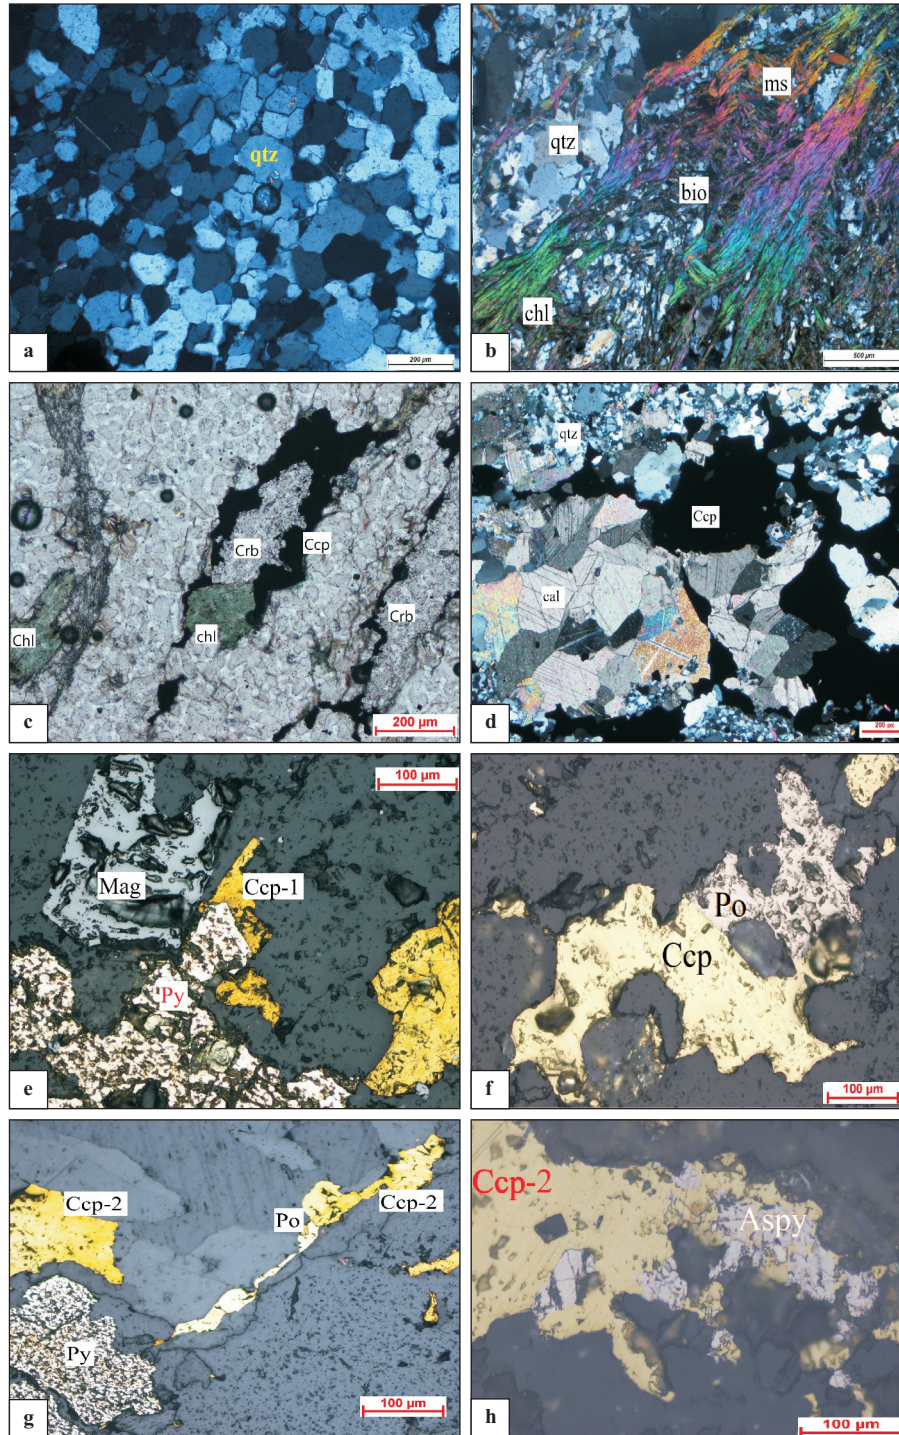 qtz
a
200 µm
ms
qtz
bio
chl
b
500 µm
Crb
Ccp
Crb
chl
Chl
c
200 µm
qtz
Ccp
cal
d
200 µc
100 µm
Mag
Ccp-1
Py
e
Po
Ccp
f
100 µm
Ccp-2
Ccp-2
Po
Py
g
100 µm
Ccp-2
Aspy
h
100 µm